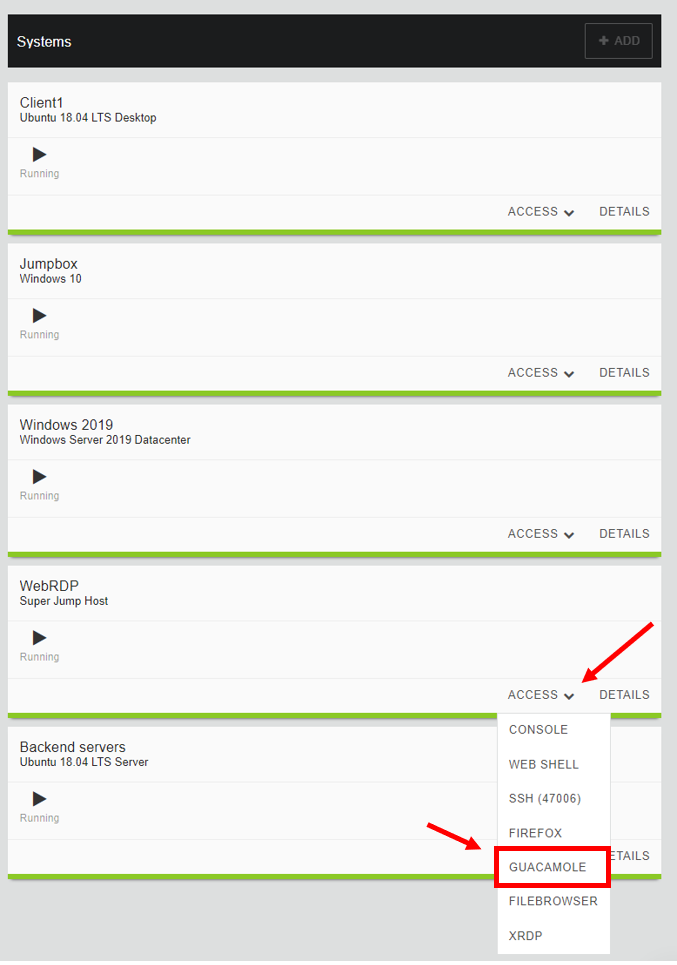 Systems
+ ADD
Client1
Ubuntu 18.04 LTS Desktop
Running
ACCESS DETAILS
Jumpbox
Windows 10
Running
ACCESS DETAILS
Windows 2019
Windows Server 2019 Datacenter
Running
ACCESS DETAILS
WebRDP
Super Jump Host
Running
ACCESS DETAILS
CONSOLE
WEB SHELL
SSH (47006)
FIREFOX
GUACAMOLE
FILEBROWSER
XRDP
Backend servers
Ubuntu 18.04 LTS Server
Running
ETAILS